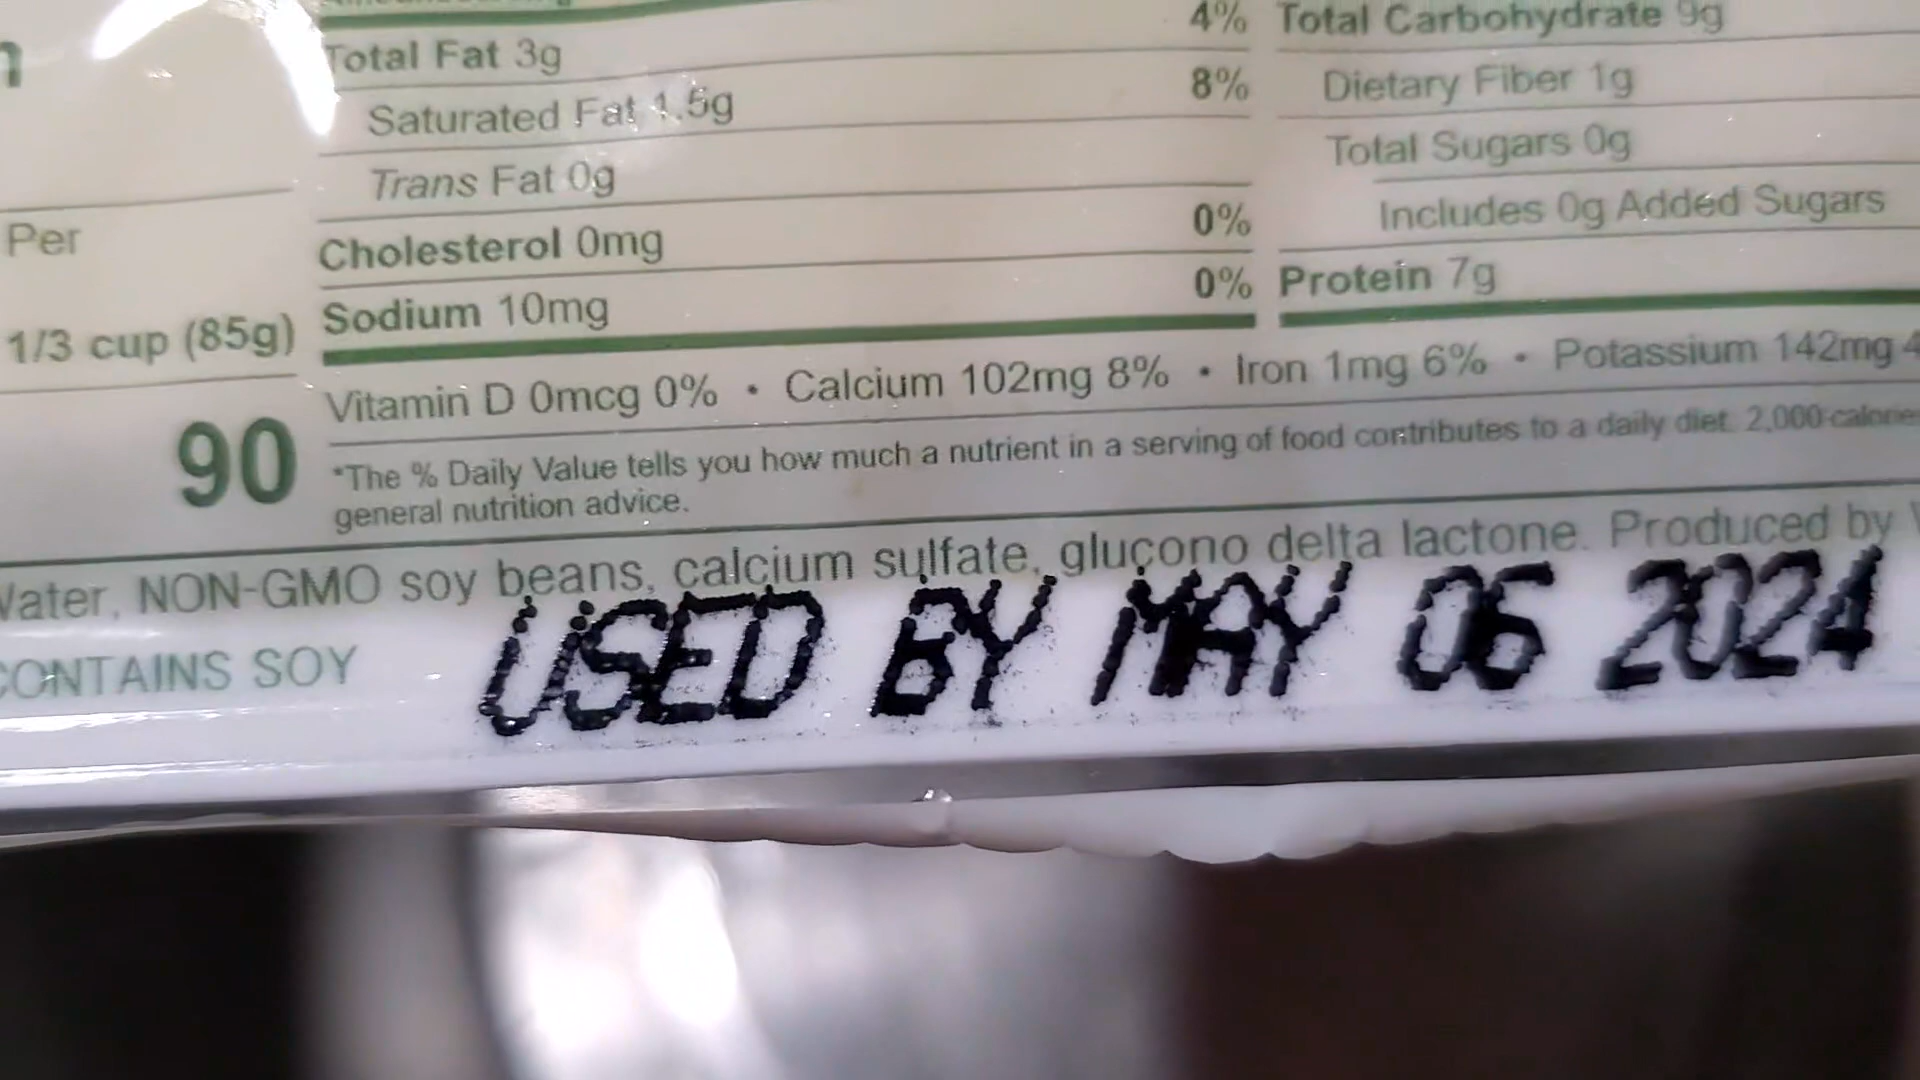 Total Fat 3g 4%
Saturated Fat 1.5g 8%
Trans Fat 0g
Cholesterol 0mg 0%
Sodium 10mg 0%
Total Carbohydrate 9g
Dietary Fiber 1g
Total Sugars 0g
Includes 0g Added Sugars
Protein 7g
Per
1/3 cup (85g)
90
Vitamin D 0mcg 0% • Calcium 102mg 8% • Iron 1mg 6% • Potassium 142mg 4
*The % Daily Value tells you how much a nutrient in a serving of food contributes to a daily diet. 2,000 calories
general nutrition advice.
Water, NON-GMO soy beans, calcium sulfate, glucono delta lactone. Produced by
CONTAINS SOY
USED BY MAY 06 2024